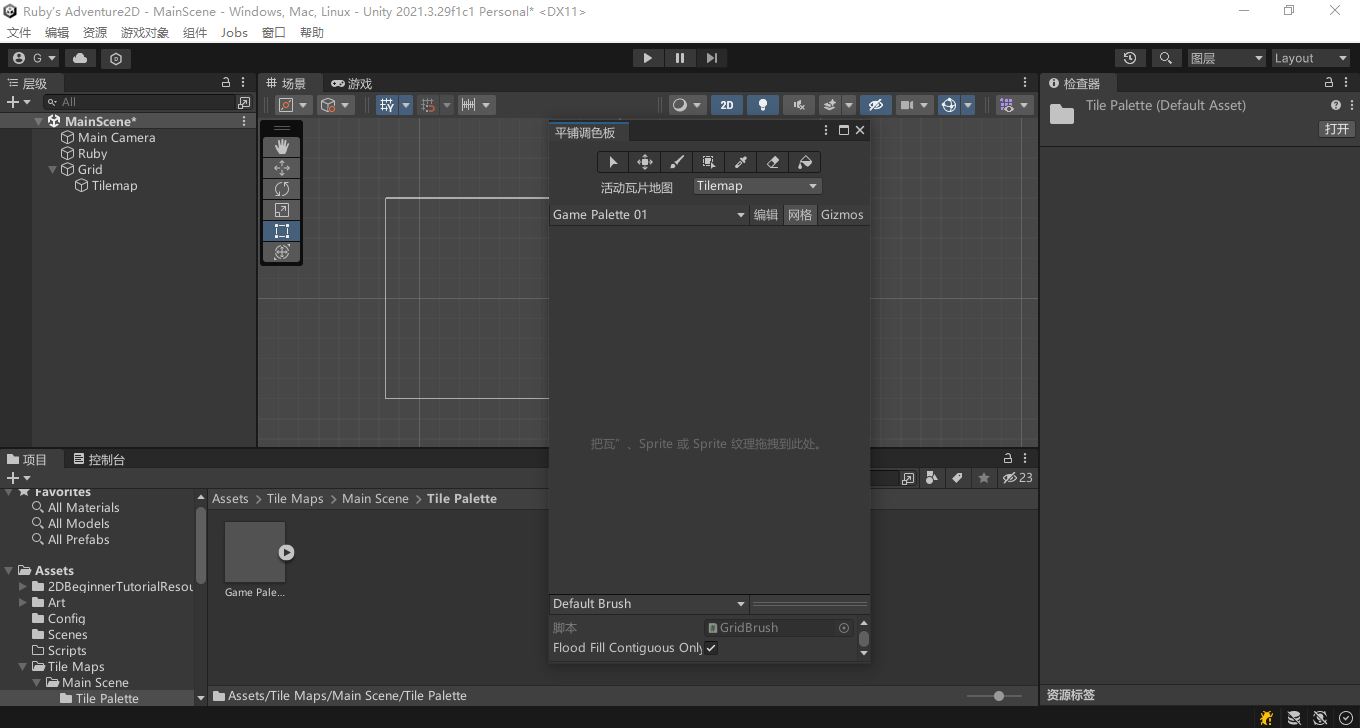 Ruby's Adventure2D - MainScene - Windows, Mac, Linux - Unity 2021.3.29f1c1 Personal* <DX11>
文件 编辑 资源 游戏对象 组件 Jobs 窗口 帮助
G 图层 Layout
层级
All
MainScene*
Main Camera
Ruby
Grid
Tilemap
场景 游戏
2D
平铺调色板
活动瓦片地图 Tilemap
Game Palette 01 编辑 网格 Gizmos
把瓦”、Sprite 或 Sprite 纹理拖拽到此处。
Default Brush
脚本 GridBrush
Flood Fill Contiguous Only
检查器
Tile Palette (Default Asset)
打开
资源标签
项目 控制台
23
Favorites
All Materials
All Models
All Prefabs
Assets
2DBeginnerTutorialResou
Art
Config
Scenes
Scripts
Tile Maps
Main Scene
Tile Palette
Assets > Tile Maps > Main Scene > Tile Palette
Game Pale...
Assets/Tile Maps/Main Scene/Tile Palette